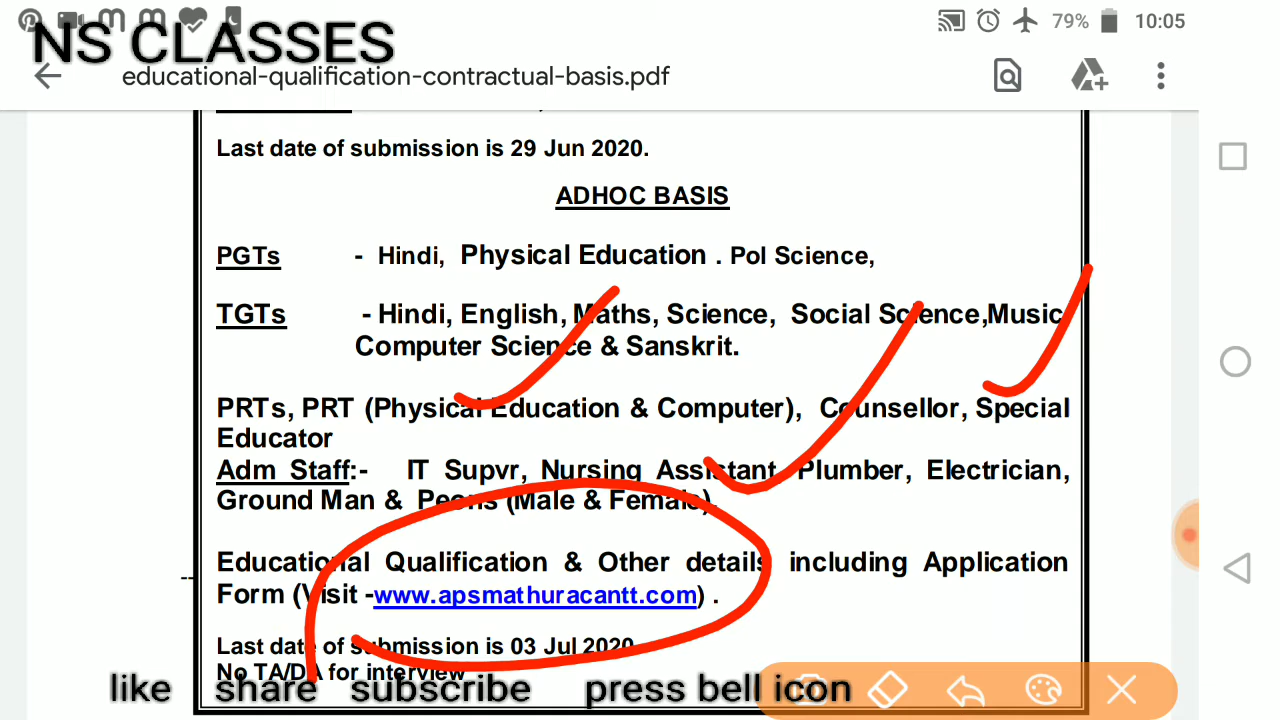 NS CLASSES
79% 10:05
educational-qualification-contractual-basis.pdf
Last date of submission is 29 Jun 2020.
ADHOC BASIS
PGTs - Hindi, Physical Education . Pol Science,
TGTs - Hindi, English, Maths, Science, Social Science,Music
Computer Science & Sanskrit.
PRTs, PRT (Physical Education & Computer), Counsellor, Special
Educator
Adm Staff:- IT Supvr, Nursing Assistant, Plumber, Electrician,
Ground Man & Peons (Male & Female).
Educational Qualification & Other details including Application
Form (Visit -www.apsmathuracantt.com) .
Last date of submission is 03 Jul 2020
No TA/DA for interview
like share subscribe press bell icon